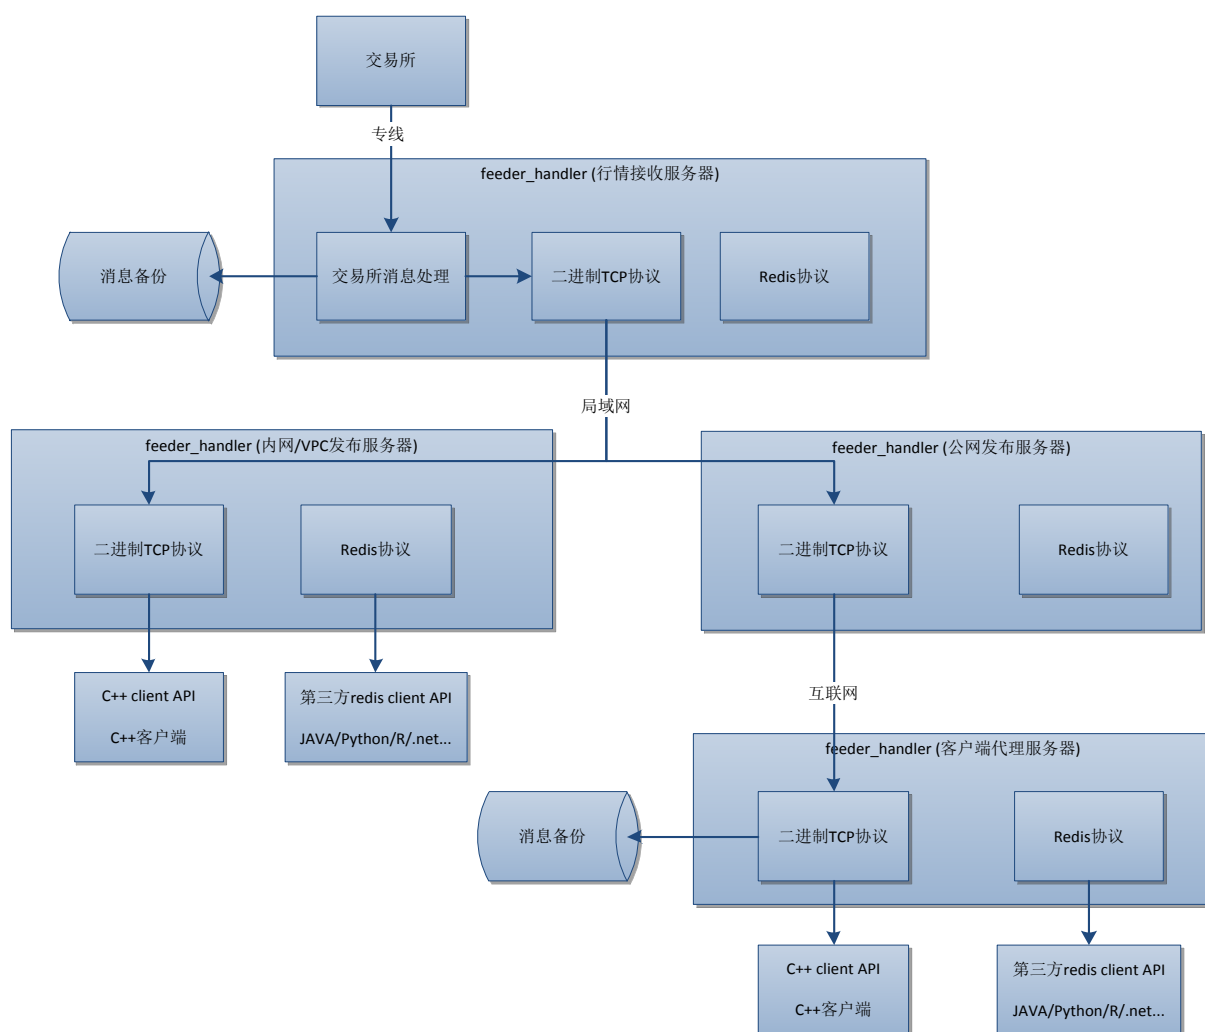 交易所
专线
feeder_handler (行情接收服务器)
消息备份
交易所消息处理
二进制TCP协议
Redis协议
局域网
feeder_handler (内网/VPC发布服务器)
二进制TCP协议
Redis协议
C++ client API
C++客户端
第三方redis client API
JAVA/Python/R/.net...
feeder_handler (公网发布服务器)
二进制TCP协议
Redis协议
互联网
feeder_handler (客户端代理服务器)
消息备份
二进制TCP协议
Redis协议
C++ client API
C++客户端
第三方redis client API
JAVA/Python/R/.net...